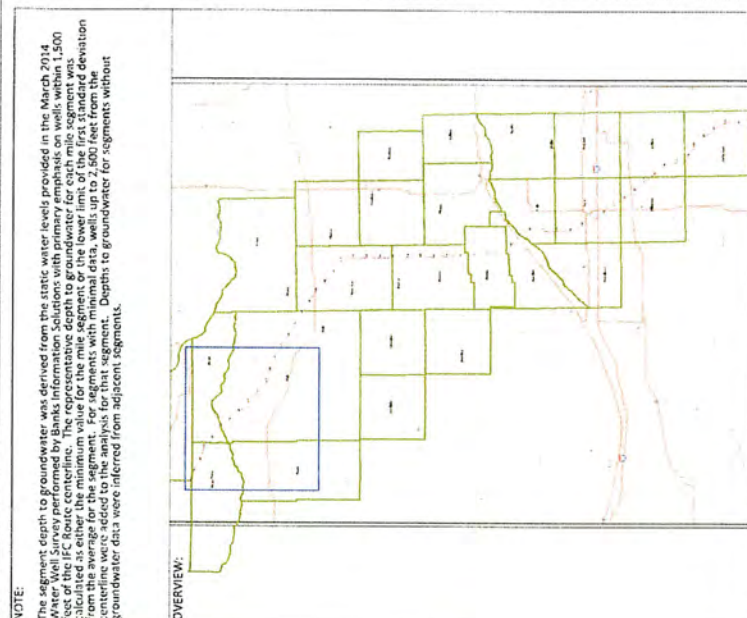 NOTE:
The segment depth to groundwater was derived from the static water levels provided in the March 2014
Water Well Survey performed by Banks Information Solutions with primary emphasis on wells within 1,500
feet of the IFC Route centerline. The representative depth to groundwater for each mile segment was
calculated as either the minimum value for the mile segment or the lower limit of the first standard deviation
from the average for the segment. For segments with minimal data, wells up to 2,600 feet from the
centerline were added to the analysis for that segment. Depths to groundwater for segments without
groundwater data were inferred from adjacent segments.
OVERVIEW: